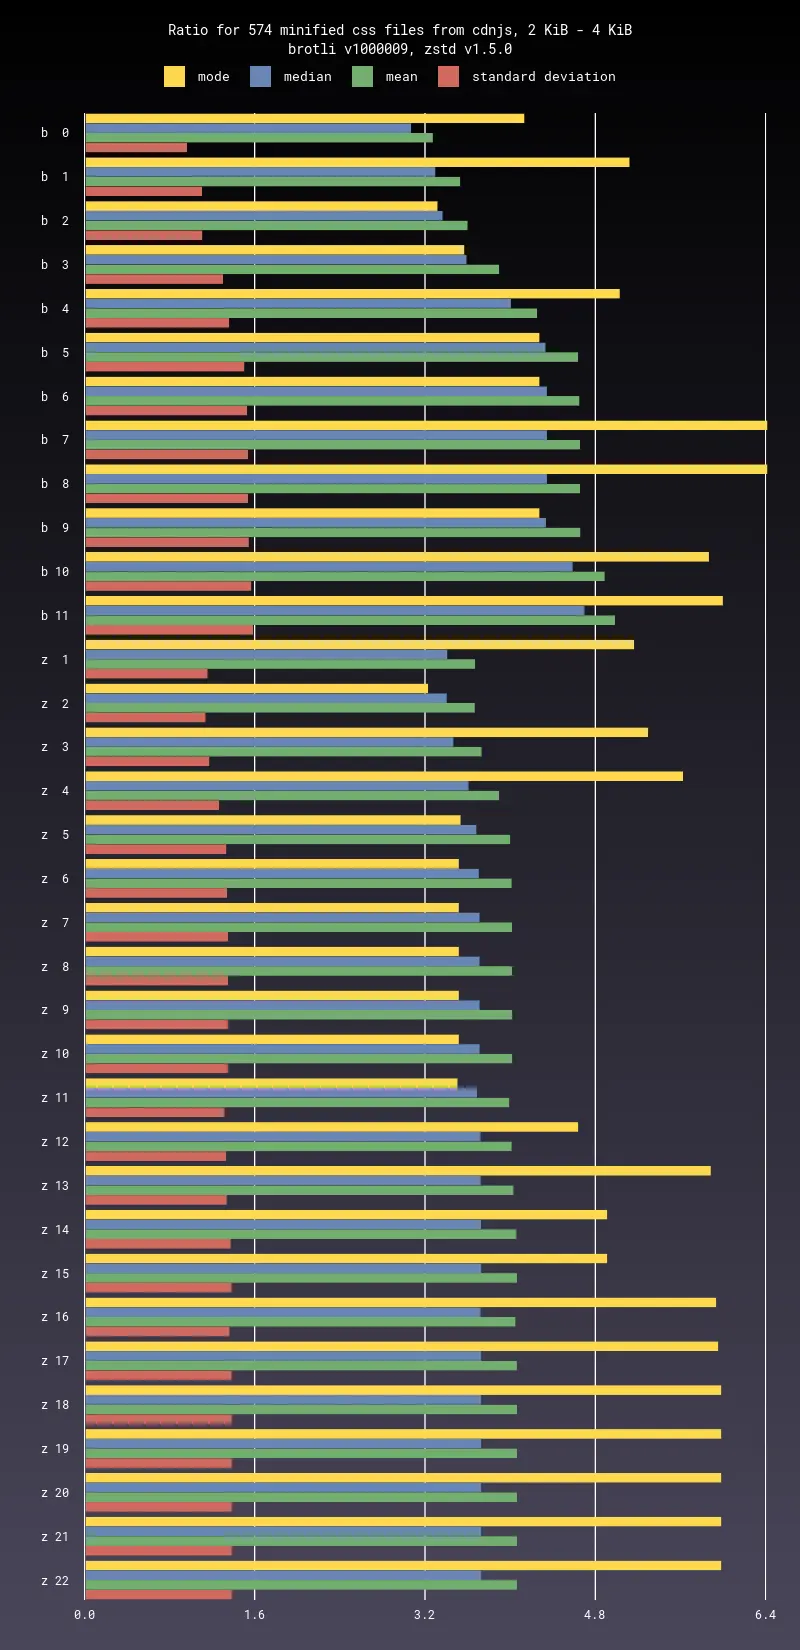 Ratio for 574 minified css files from cdnjs, 2 KiB - 4 KiB
brotli v1000009, zstd v1.5.0
mode median mean standard deviation
b 0
b 1
b 2
b 3
b 4
b 5
b 6
b 7
b 8
b 9
b 10
b 11
z 1
z 2
z 3
z 4
z 5
z 6
z 7
z 8
z 9
z 10
z 11
z 12
z 13
z 14
z 15
z 16
z 17
z 18
z 19
z 20
z 21
z 22
0.0 1.6 3.2 4.8 6.4